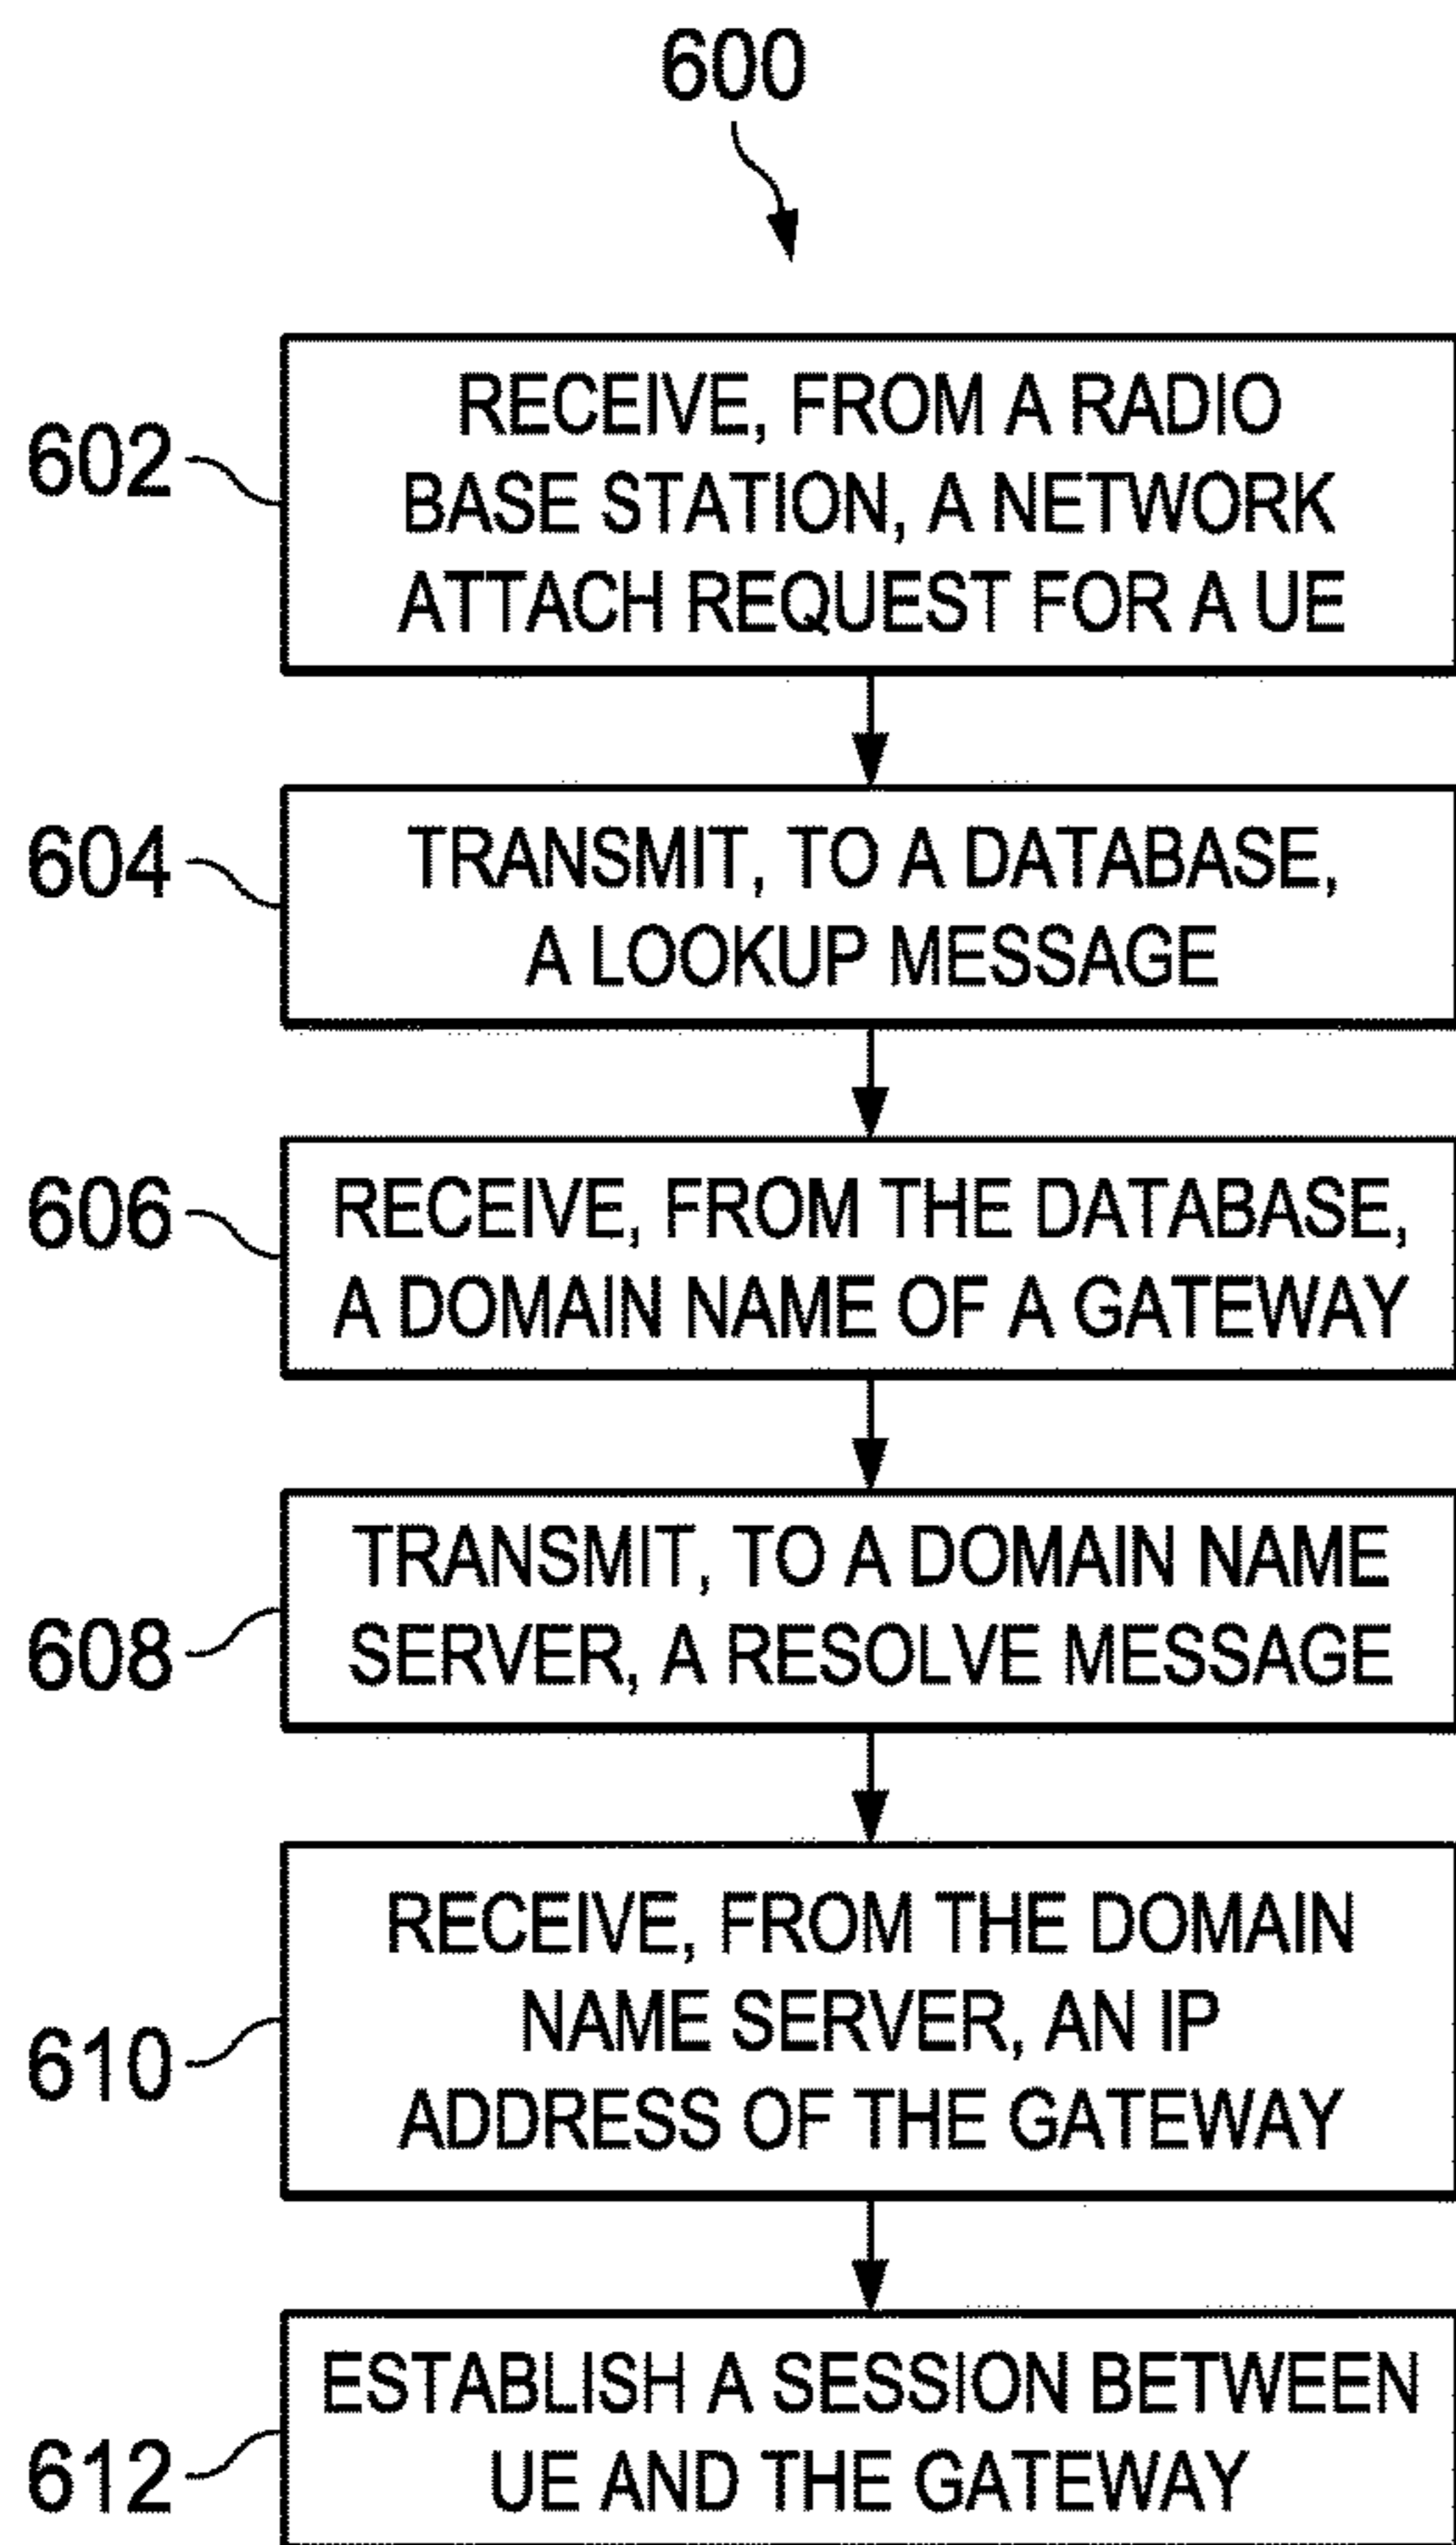 600
602
RECEIVE, FROM A RADIO
BASE STATION, A NETWORK
ATTACH REQUEST FOR A UE
604
TRANSMIT, TO A DATABASE,
A LOOKUP MESSAGE
606
RECEIVE, FROM THE DATABASE,
A DOMAIN NAME OF A GATEWAY
608
TRANSMIT, TO A DOMAIN NAME
SERVER, A RESOLVE MESSAGE
610
RECEIVE, FROM THE DOMAIN
NAME SERVER, AN IP
ADDRESS OF THE GATEWAY
612
ESTABLISH A SESSION BETWEEN
UE AND THE GATEWAY